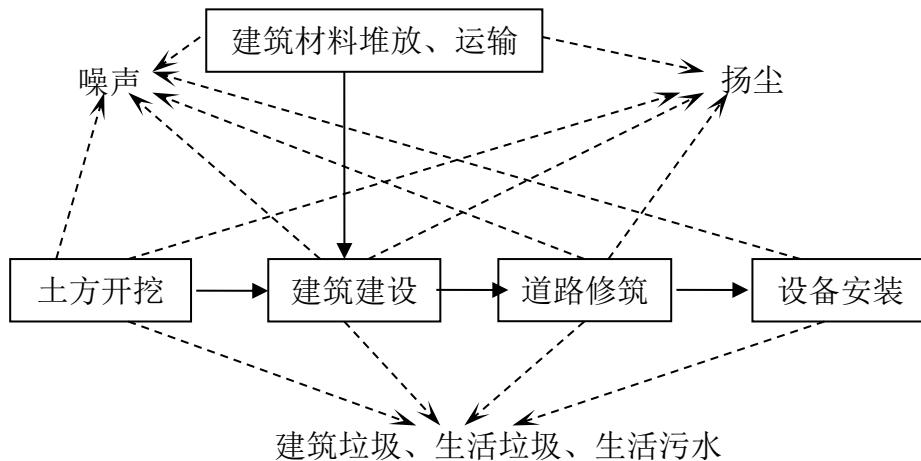 建筑材料堆放、运输
噪声
扬尘
土方开挖
建筑建设
道路修筑
设备安装
建筑垃圾、生活垃圾、生活污水